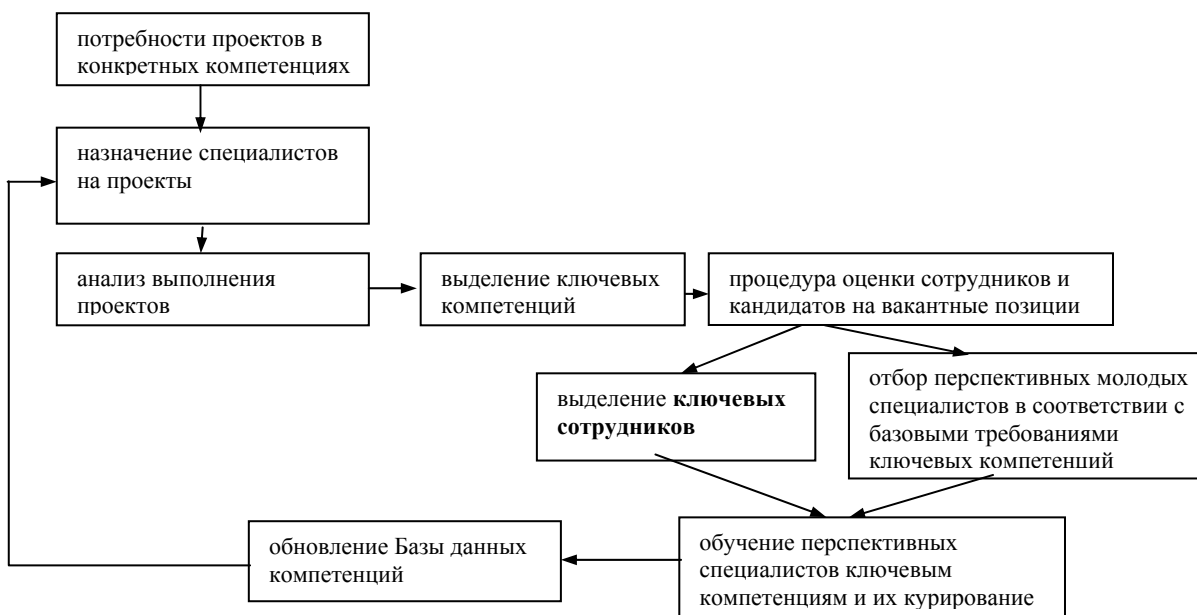 потребности проектов в
конкретных компетенциях
назначение специалистов
на проекты
анализ выполнения
проектов
выделение ключевых
компетенций
процедура оценки сотрудников и
кандидатов на вакантные позиции
выделение ключевых
сотрудников
отбор перспективных молодых
специалистов в соответствии с
базовыми требованиями
ключевых компетенций
обновление Базы данных
компетенций
обучение перспективных
специалистов ключевым
компетенциям и их курирование